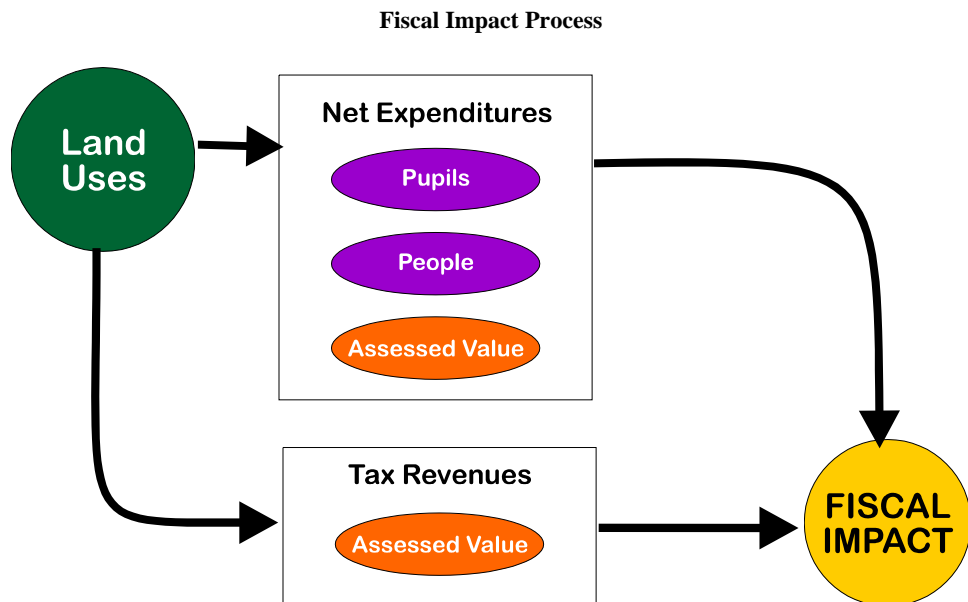 Fiscal Impact Process
Land
Uses
Net Expenditures
Pupils
People
Assessed Value
Tax Revenues
Assessed Value
FISCAL
IMPACT